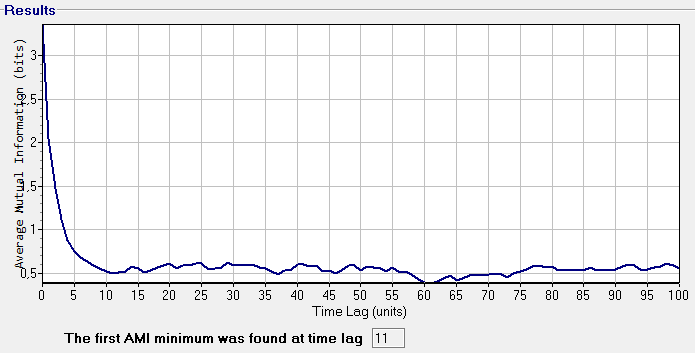 Results
Average Mutual Information (bits)
3
2,5
2
1,5
1
0,5
0 5 10 15 20 25 30 35 40 45 50 55 60 65 70 75 80 85 90 95 100
Time Lag (units)
The first AMI minimum was found at time lag 11